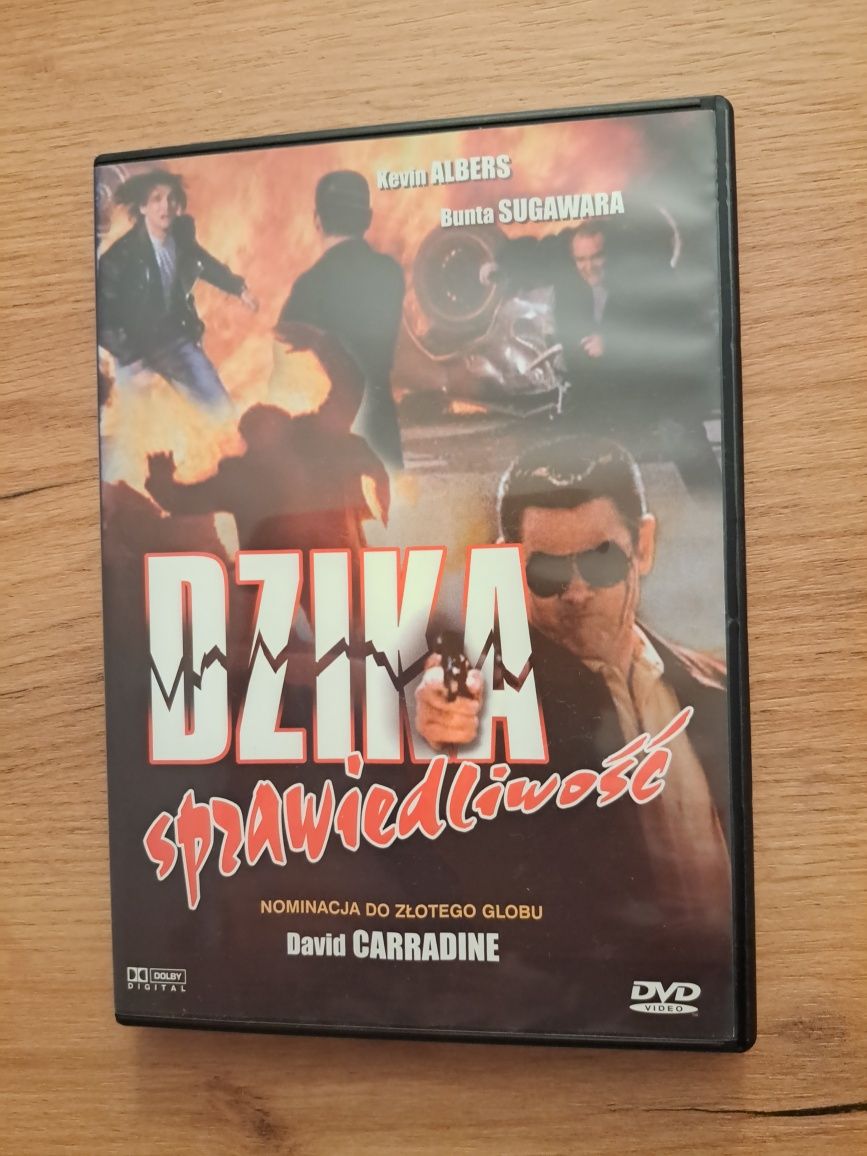 Kevin ALBERS
Bunta SUGAWARA
DZIKA
sprawiedliwość
NOMINACJA DO ZŁOTEGO GLOBU
David CARRADINE
DOLBY
DIGITAL
DVD
VIDEO